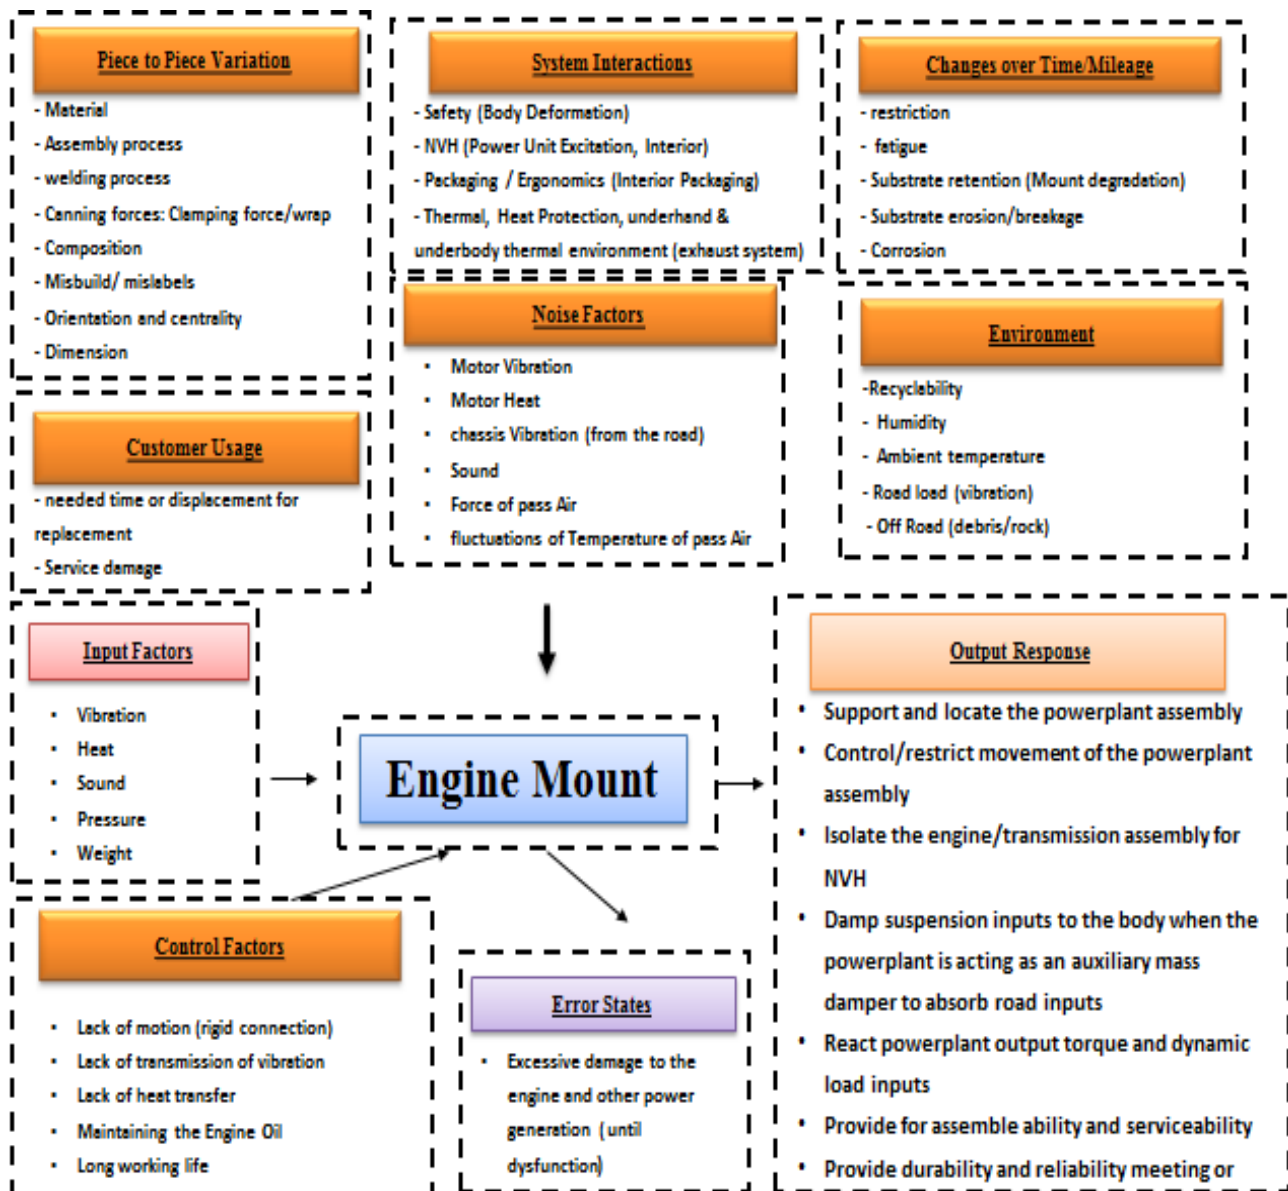 Piece to Piece Variation
- Material
- Assembly process
- welding process
- Canning forces: Clamping force/wrap
- Composition
- Misbuild/ mislabels
- Orientation and centrality
- Dimension
System Interactions
- Safety (Body Deformation)
- NVH (Power Unit Excitation, Interior)
- Packaging / Ergonomics (Interior Packaging)
- Thermal, Heat Protection, underhand &
underbody thermal environment (exhaust system)
Changes over Time/Mileage
- restriction
- fatigue
- Substrate retention (Mount degradation)
- Substrate erosion/breakage
- Corrosion
Noise Factors
• Motor Vibration
• Motor Heat
• chassis Vibration (from the road)
• Sound
• Force of pass Air
• fluctuations of Temperature of pass Air
Environment
-Recyclability
- Humidity
- Ambient temperature
- Road load (vibration)
- Off Road (debris/rock)
Customer Usage
- needed time or displacement for
replacement
- Service damage
Input Factors
• Vibration
• Heat
• Sound
• Pressure
• Weight
Engine Mount
Output Response
• Support and locate the powerplant assembly
• Control/restrict movement of the powerplant
assembly
• Isolate the engine/transmission assembly for
NVH
• Damp suspension inputs to the body when the
powerplant is acting as an auxiliary mass
damper to absorb road inputs
• React powerplant output torque and dynamic
load inputs
• Provide for assemble ability and serviceability
• Provide durability and reliability meeting or
Control Factors
• Lack of motion (rigid connection)
• Lack of transmission of vibration
• Lack of heat transfer
• Maintaining the Engine Oil
• Long working life
Error States
• Excessive damage to the
engine and other power
generation ( until
dysfunction)